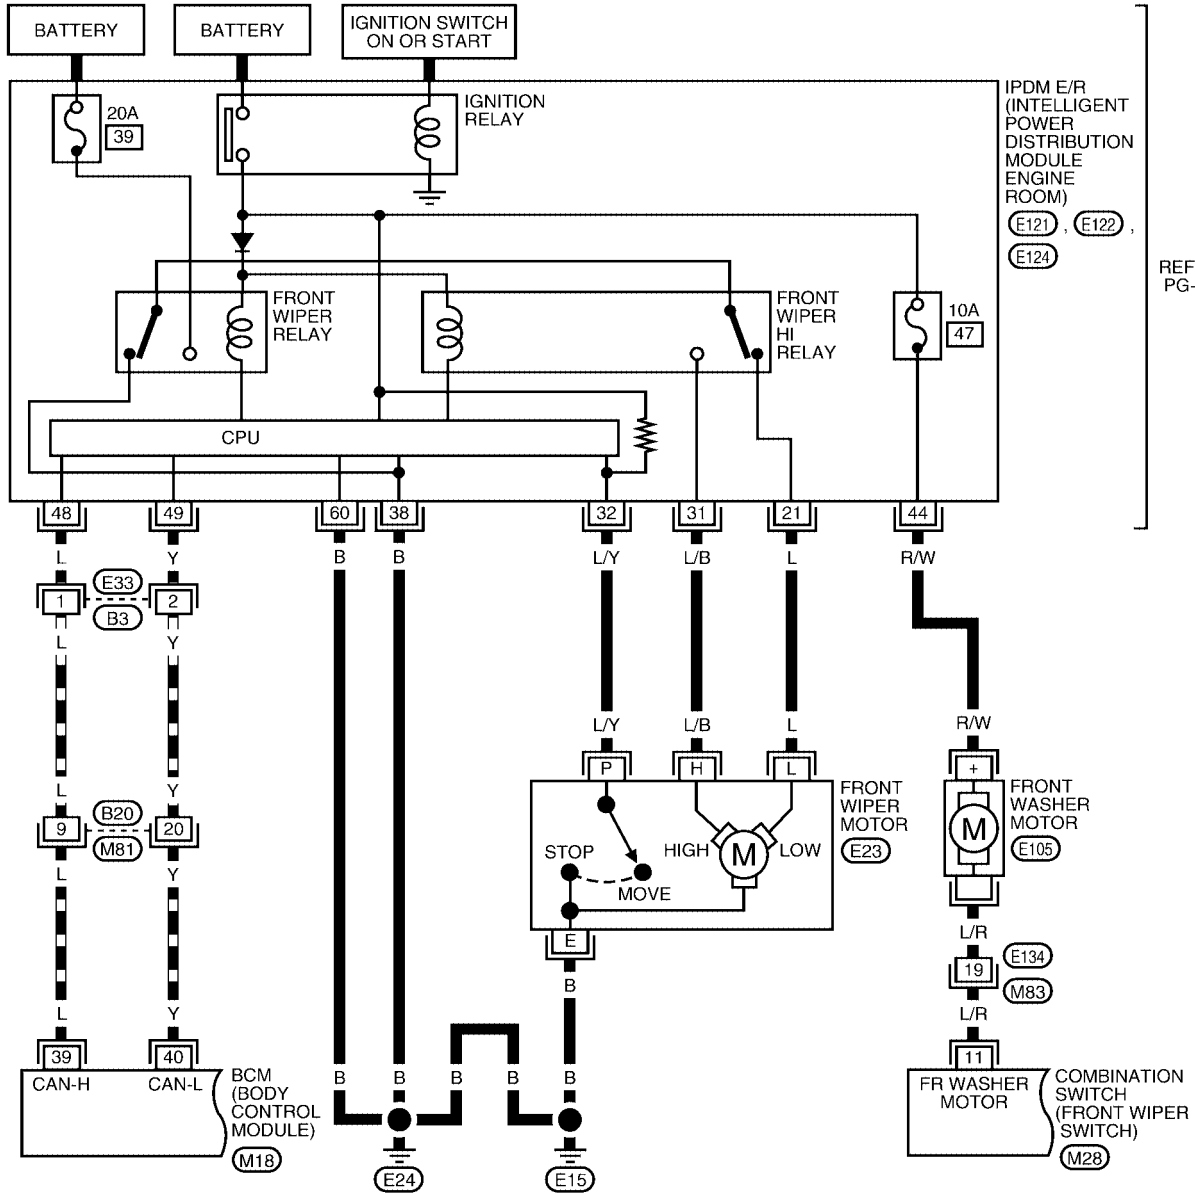 BATTERY
BATTERY
IGNITION SWITCH
ON OR START
20A
39
IGNITION
RELAY
IPDM E/R
(INTELLIGENT
POWER
DISTRIBUTION
MODULE
ENGINE
ROOM)
E121 , E122 ,
E124
REF
PG-
FRONT
WIPER
RELAY
FRONT
WIPER
HI
RELAY
10A
47
CPU
48 49 60 38 32 31 21 44
L Y B B L/Y L/B L R/W
1 E33 2
B3
L Y
L/Y L/B L R/W
P H L +
L Y
9 B20 20
M81
L Y
STOP
MOVE
HIGH M LOW
FRONT
WIPER
MOTOR
E23
M
FRONT
WASHER
MOTOR
E105
E
B
L/R
19
E134
M83
L/R
L Y
39 40
CAN-H CAN-L
BCM
(BODY
CONTROL
MODULE)
M18
B B B B B
E24 E15
11
FR WASHER
MOTOR
COMBINATION
SWITCH
(FRONT WIPER
SWITCH)
M28